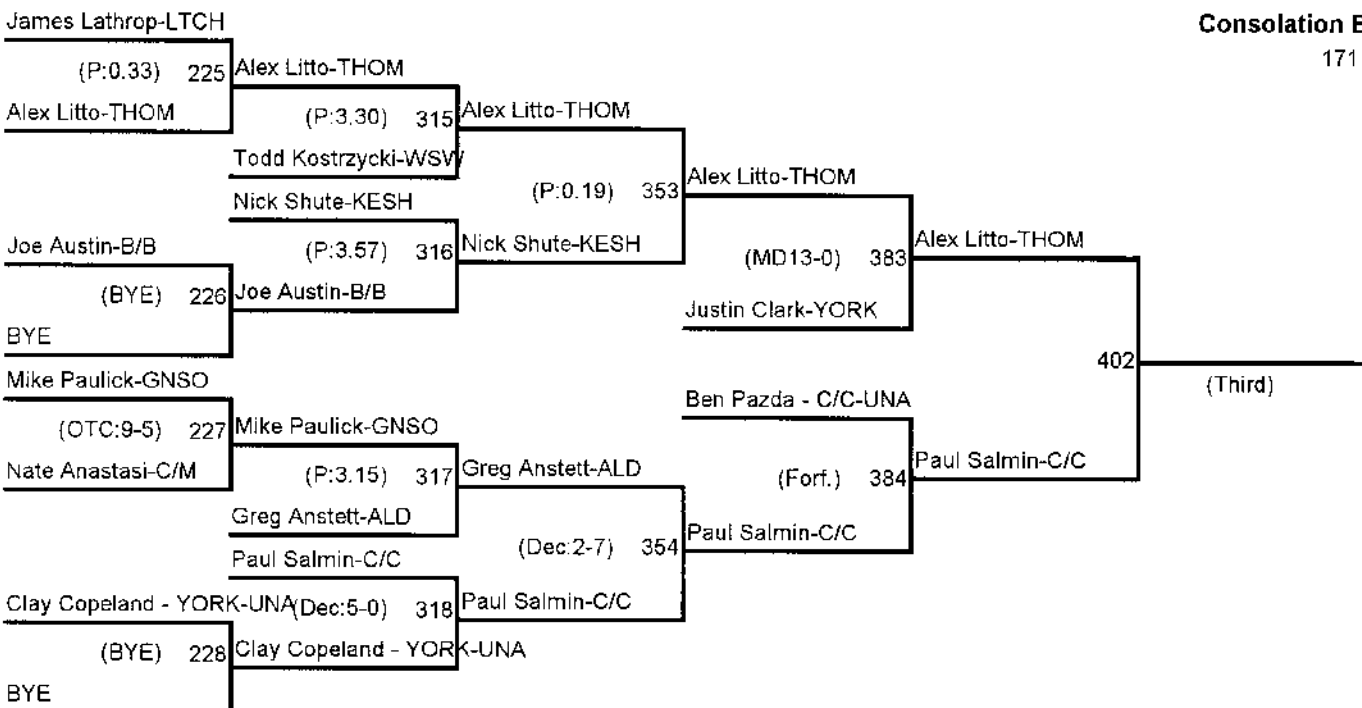 James Lathrop-LTCH
Consolation
171
(P:0.33) 225 Alex Litto-THOM
Alex Litto-THOM
(P:3.30) 315 Alex Litto-THOM
Todd Kostrzycki-WSW
Nick Shute-KESH
(P:0.19) 353 Alex Litto-THOM
Joe Austin-B/B
(P:3.57) 316 Nick Shute-KESH
(BYE) 226 Joe Austin-B/B
BYE
(MD13-0) 383 Alex Litto-THOM
Justin Clark-YORK
402
(Third)
Mike Paulick-GNSO
(OTC:9-5) 227 Mike Paulick-GNSO
Nate Anastasi-C/M
(P:3.15) 317 Greg Anstett-ALD
Greg Anstett-ALD
Ben Pazda - C/C-UNA
(Forf.) 384 Paul Salmin-C/C
(Dec:2-7) 354 Paul Salmin-C/C
Paul Salmin-C/C
Clay Copeland - YORK-UNA (Dec:5-0) 318 Paul Salmin-C/C
(BYE) 228 Clay Copeland - YORK-UNA
BYE